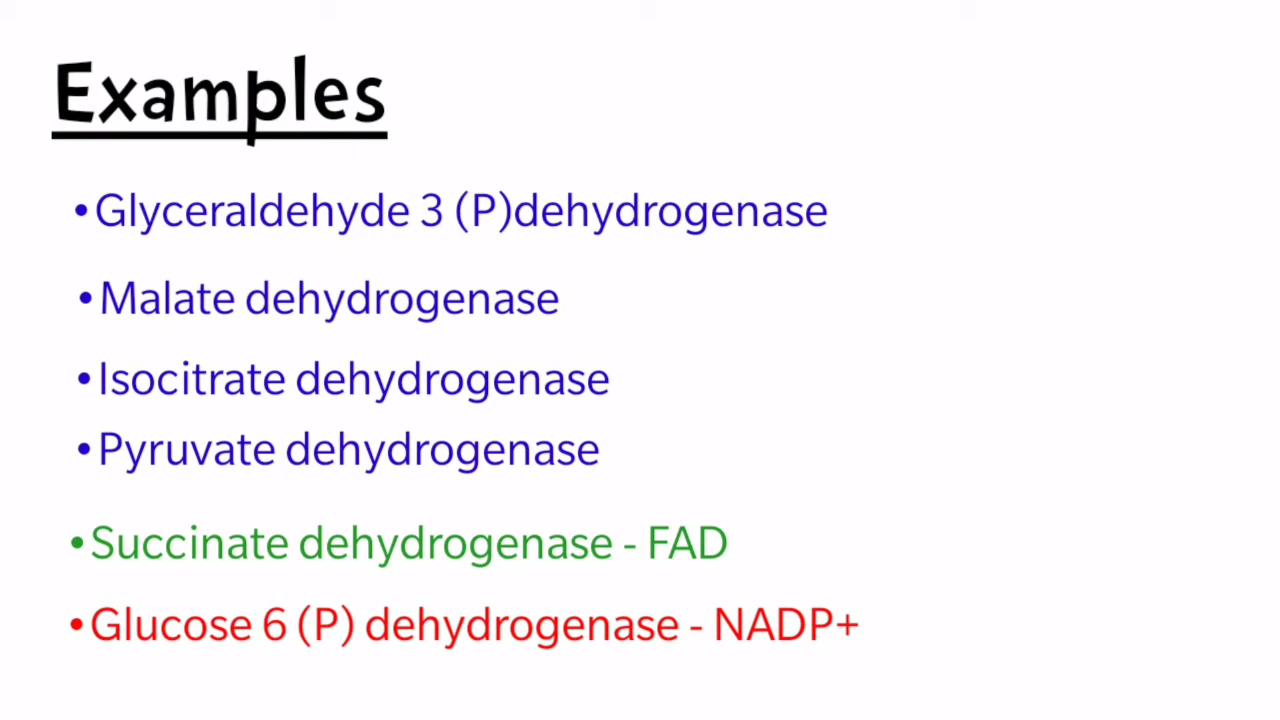 Examples
•Glyceraldehyde 3 (P)dehydrogenase
•Malate dehydrogenase
•Isocitrate dehydrogenase
•Pyruvate dehydrogenase
•Succinate dehydrogenase - FAD
•Glucose 6 (P) dehydrogenase - NADP+